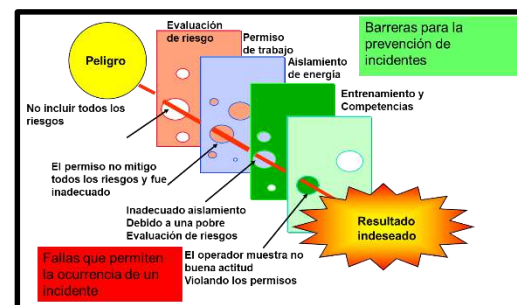 Evaluación
de riesgo
Permiso
de trabajo
Aislamiento
de energía
Entrenamiento y
Competencias
Barreras para la
prevención de
incidentes
Peligro
No incluir todos los
riesgos
El permiso no mitigo
todos los riesgos y fue
inadecuado
Inadecuado aislamiento
Debido a una pobre
Evaluación de riesgos
El operador muestra no
buena actitud
Violando los permisos
Resultado
indeseado
Fallas que permiten
la ocurrencia de un
incidente